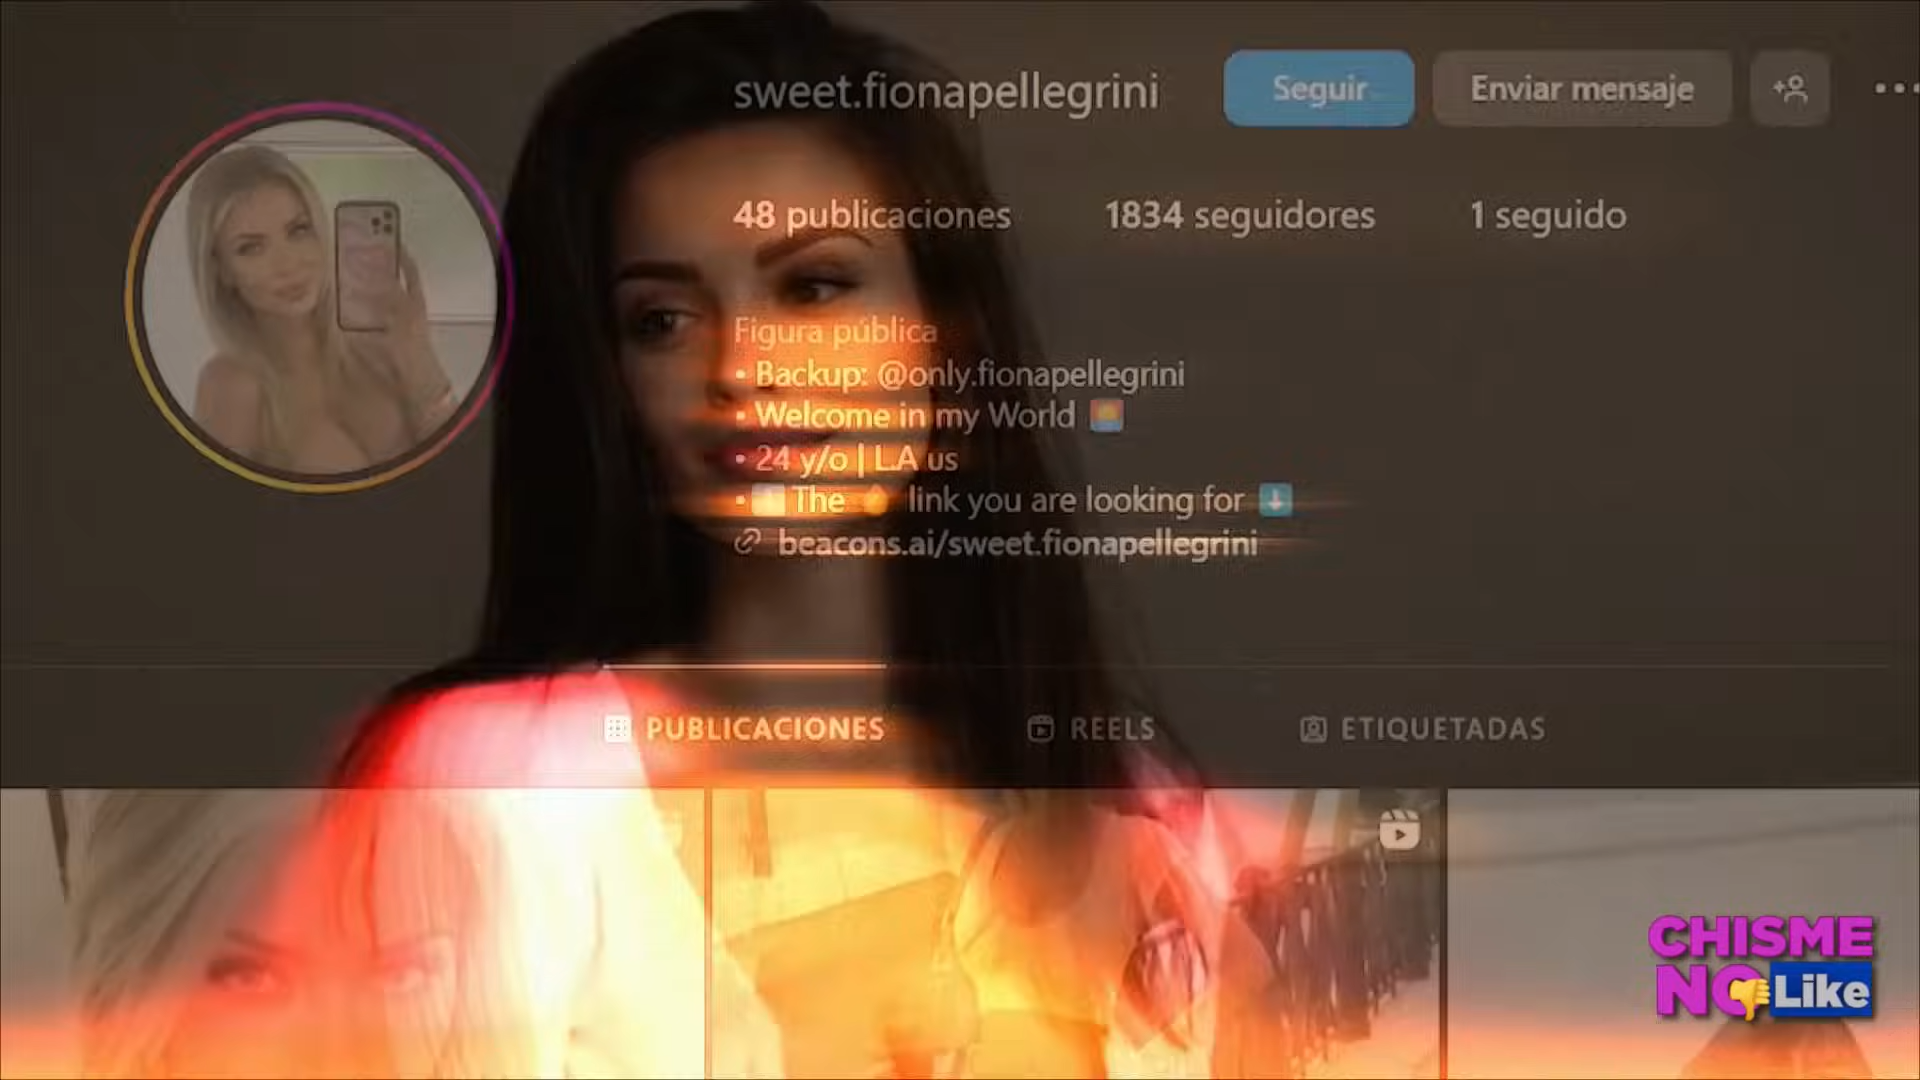 sweet.fionapellegrini
Seguir
Enviar mensaje
48 publicaciones
1834 seguidores
1 seguido
Figura pública
• Backup: @only.fionapellegrini
• Welcome in my World
• 24 y/o | L.A us
• The link you are looking for
beacons.ai/sweet.fionapellegrini
PUBLICACIONES
REELS
ETIQUETADAS
CHISME
NO Like